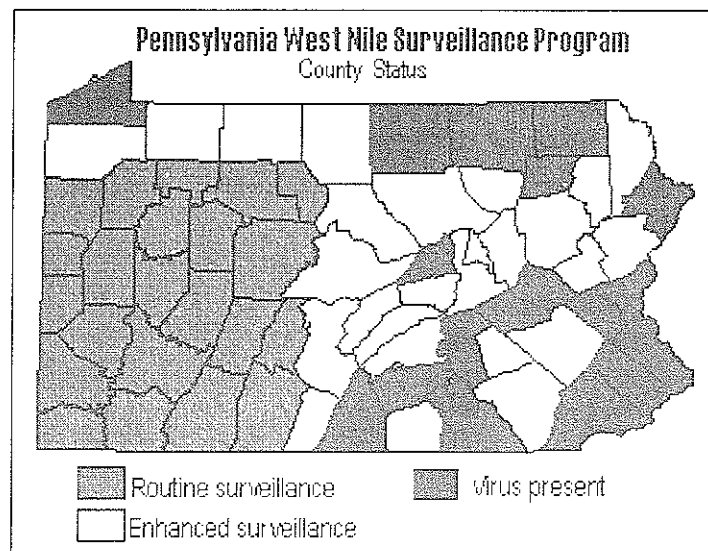 Pennsylvania West Nile Surveillance Program
County Status
Routine surveillance
virus present
Enhanced surveillance